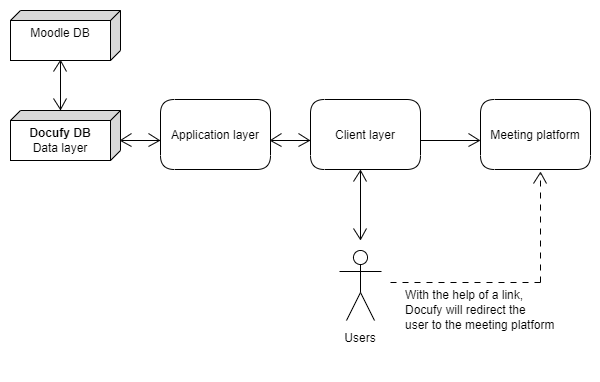 Moodle DB
Docufy DB
Data layer
Application layer
Client layer
Meeting platform
With the help of a link,
Docufy will redirect the
user to the meeting platform
Users